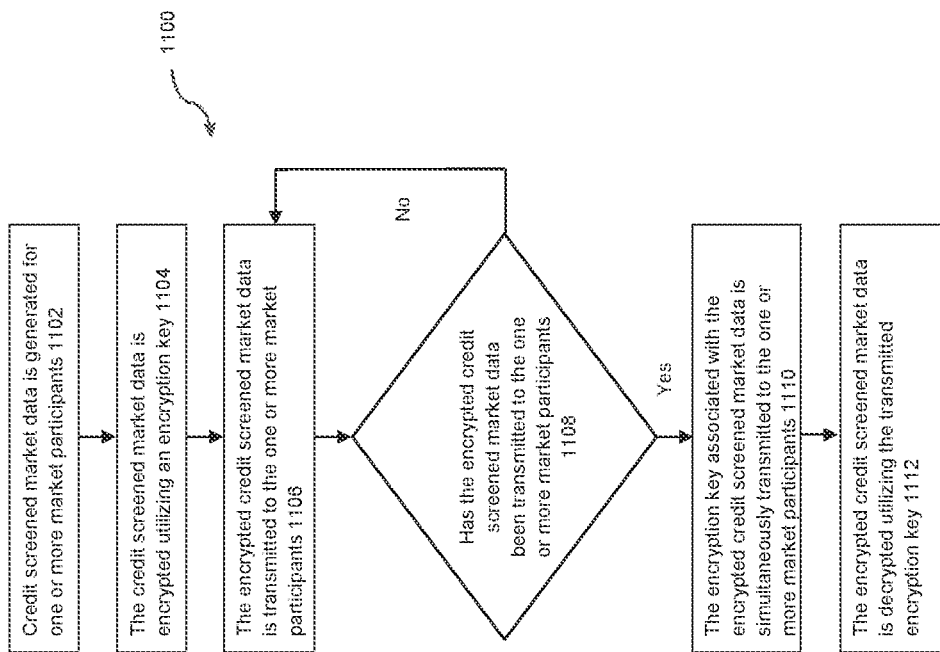 Credit screened market data is generated for
one or more market participants 1102
The credit screened market data is
encrypted utilizing an encryption key 1104
The encrypted credit screened market data
is transmitted to the one or more market
participants 1106
Has the encrypted credit
screened market data
been transmitted to the one
or more market participants
1108
No
Yes
The encryption key associated with the
encrypted credit screened market data is
simultaneously transmitted to the one or
more market participants 1110
The encrypted credit screened market data
is decrypted utilizing the transmitted
encryption key 1112
1100